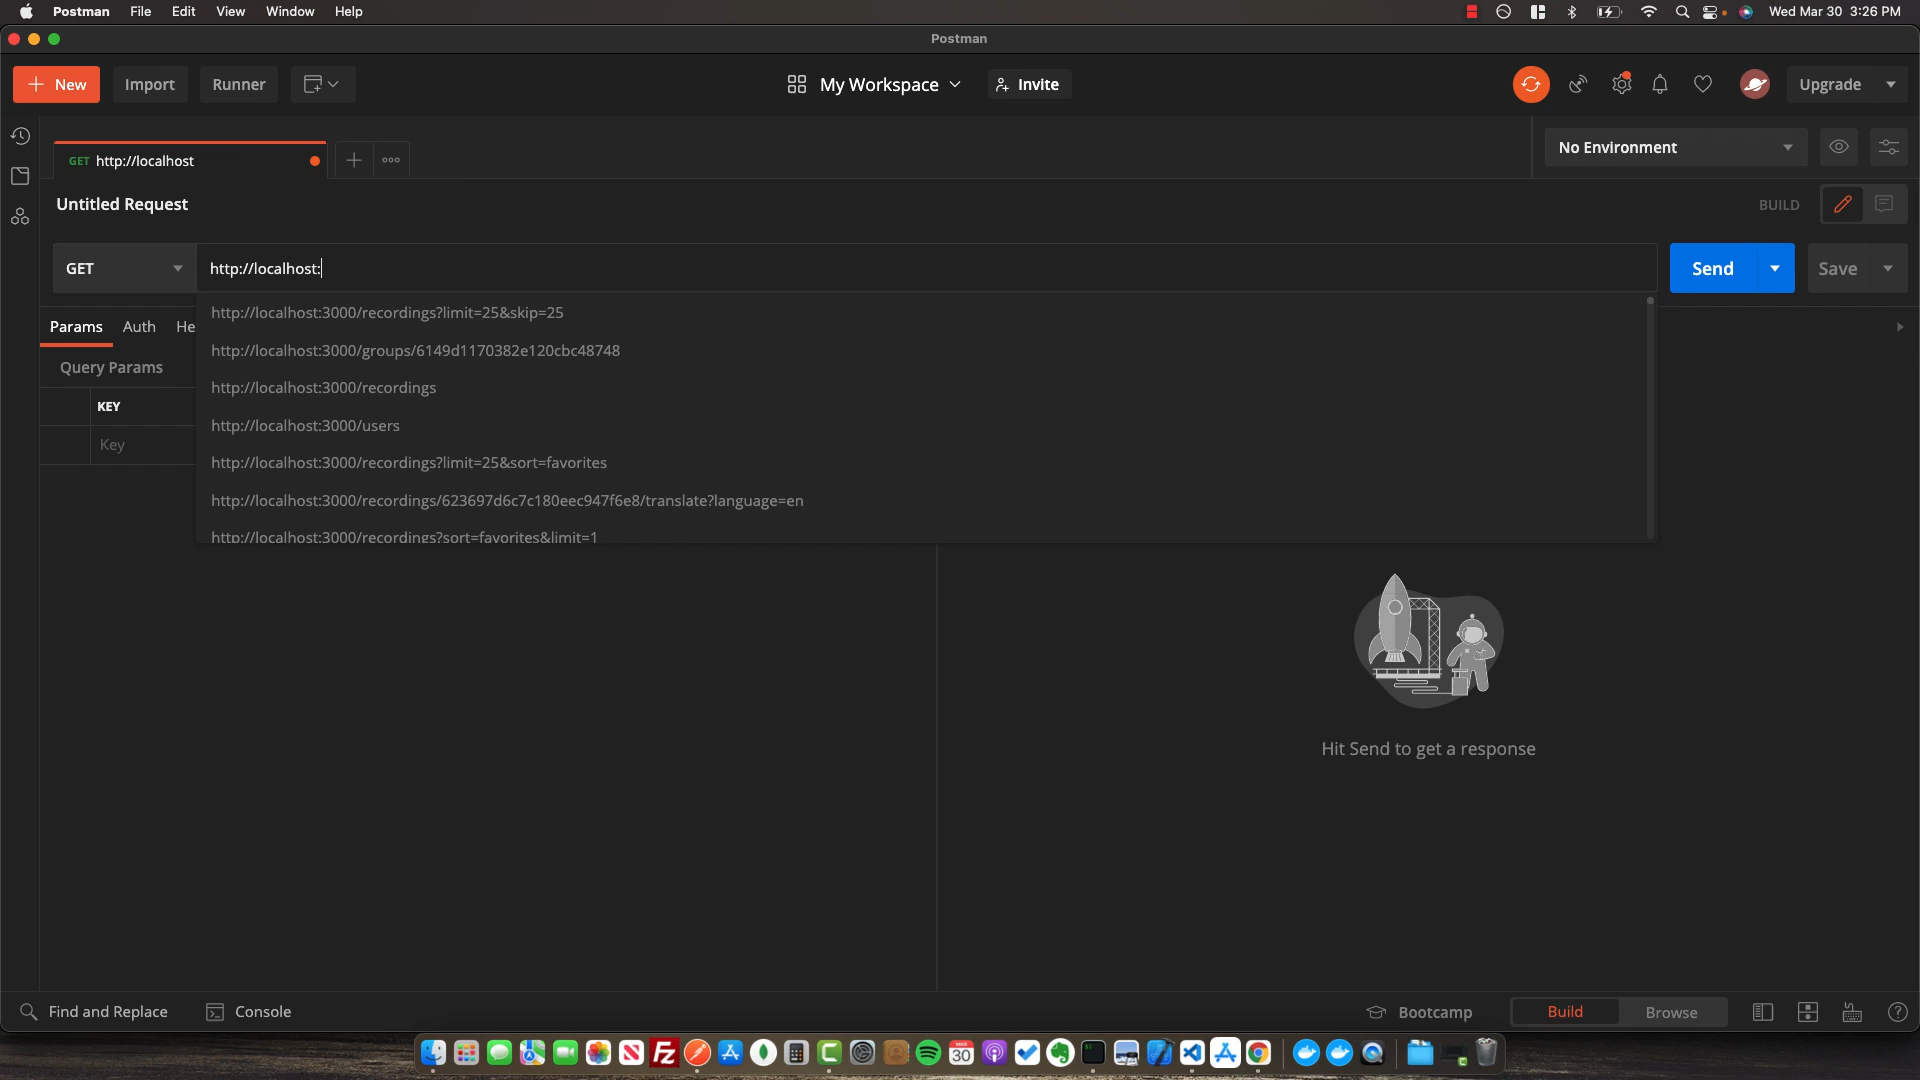 Postman File Edit View Window Help
Wed Mar 30 3:26 PM
Postman
New Import Runner
My Workspace
Invite
Upgrade
GET http://localhost
No Environment
Untitled Request
BUILD
GET http://localhost: Send Save
http://localhost:3000/recordings?limit=25&skip=25
Params Auth He
http://localhost:3000/groups/6149d1170382e120cbc48748
Query Params
http://localhost:3000/recordings
KEY
http://localhost:3000/users
Key
http://localhost:3000/recordings?limit=25&sort=favorites
http://localhost:3000/recordings/623697d6c7c180eec947f6e8/translate?language=en
http://localhost:3000/recordings?sort=favorites&limit=1
Hit Send to get a response
Find and Replace Console
Bootcamp Build Browse
MAR
30